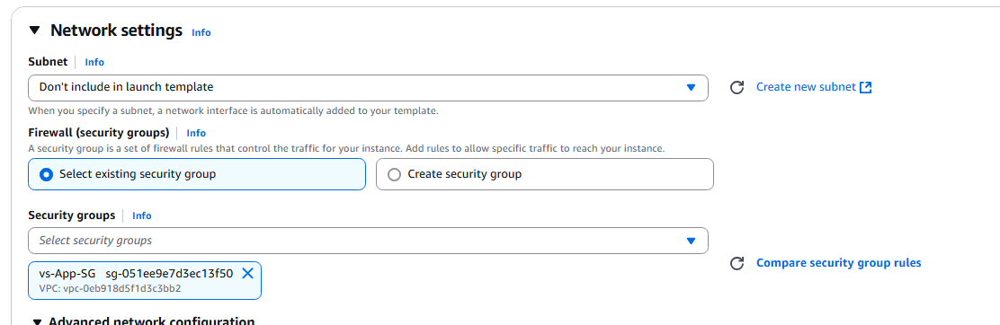 Network settings Info
Subnet Info
Don't include in launch template
Create new subnet
When you specify a subnet, a network interface is automatically added to your template.
Firewall (security groups) Info
A security group is a set of firewall rules that control the traffic for your instance. Add rules to allow specific traffic to reach your instance.
Select existing security group
Create security group
Security groups Info
Select security groups
vs-App-SG sg-051ee9e7d3ec13f50
VPC: vpc-0eb918d5f1d3c3bb2
Compare security group rules
Advanced network configuration